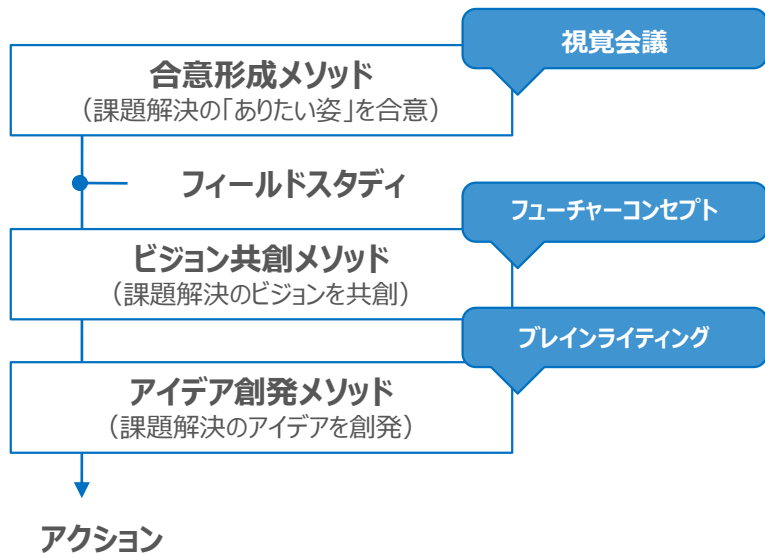 視覚会議
合意形成メソッド
（課題解決の「ありたい姿」を合意）
フィールドスタディ
フューチャーコンセプト
ビジョン共創メソッド
（課題解決のビジョンを共創）
ブレインライティング
アイデア創発メソッド
（課題解決のアイデアを創発）
アクション